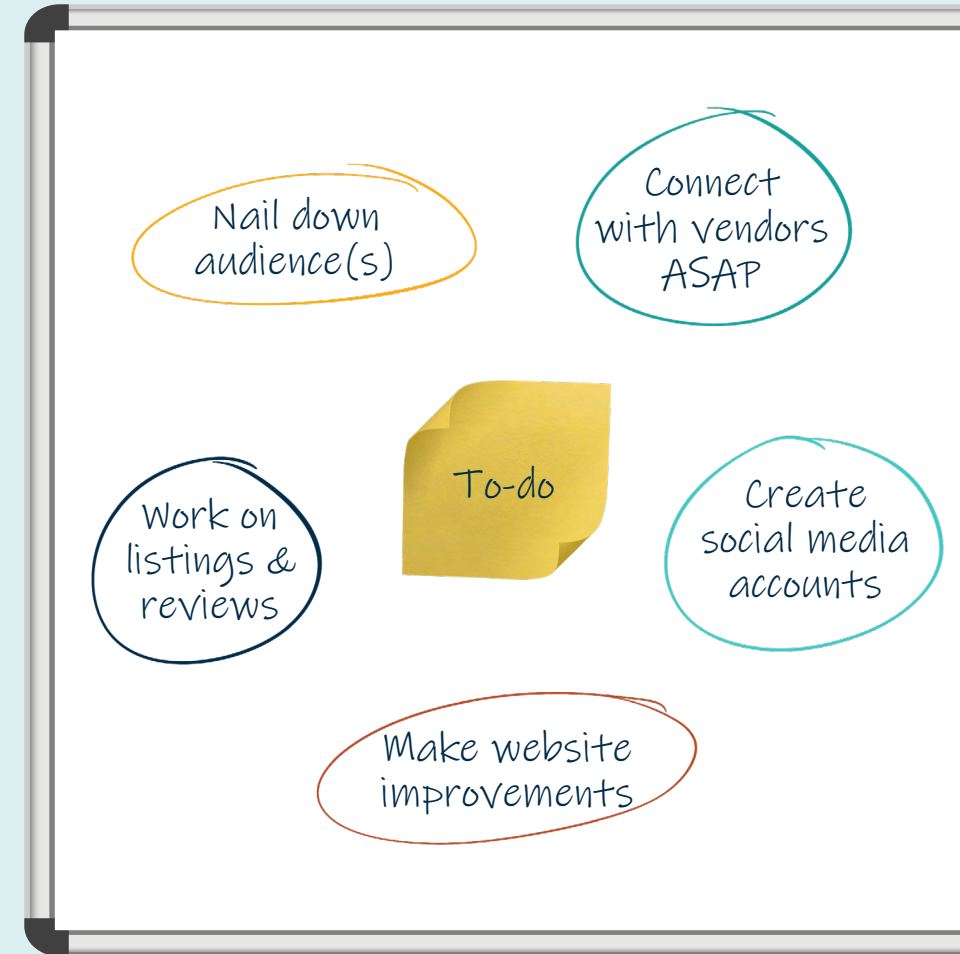 Nail down
audience(s)
Connect
with vendors
ASAP
To-do
Work on
listings &
reviews
Create
social media
accounts
Make website
improvements